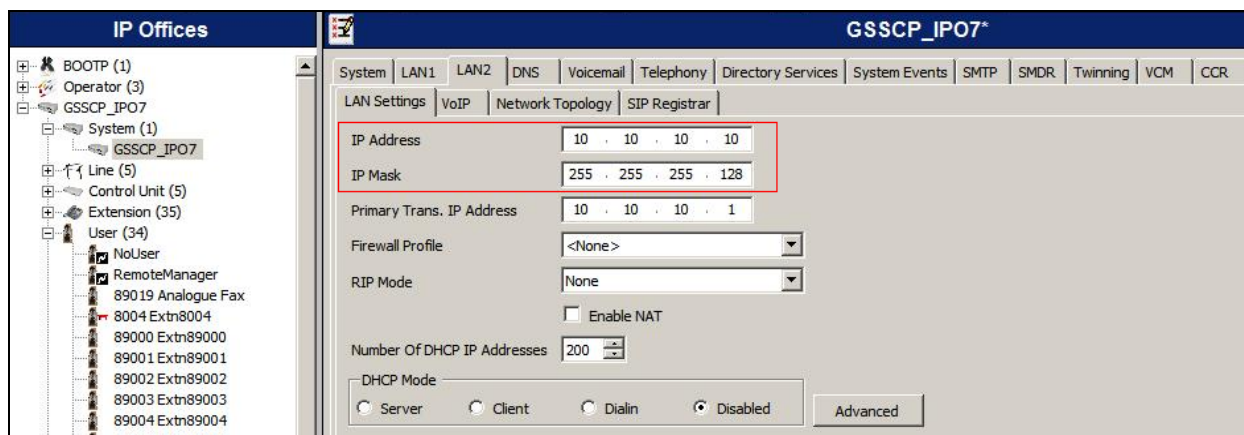 IP Offices
BOOTP (1)
Operator (3)
GSSCP_IPO7
System (1)
GSSCP_IPO7
Line (5)
Control Unit (5)
Extension (35)
User (34)
NoUser
RemoteManager
89019 Analogue Fax
8004 Extn8004
89000 Extn89000
89001 Extn89001
89002 Extn89002
89003 Extn89003
89004 Extn89004
GSSCP_IPO7*
System LAN1 LAN2 DNS Voicemail Telephony Directory Services System Events SMTP SMDR Twinning VCM CCR
LAN Settings VoIP Network Topology SIP Registrar
IP Address 10 . 10 . 10 . 10
IP Mask 255 . 255 . 255 . 128
Primary Trans. IP Address 10 . 10 . 10 . 1
Firewall Profile <None>
RIP Mode None
Enable NAT
Number Of DHCP IP Addresses 200
DHCP Mode
Server Client Dialin Disabled Advanced